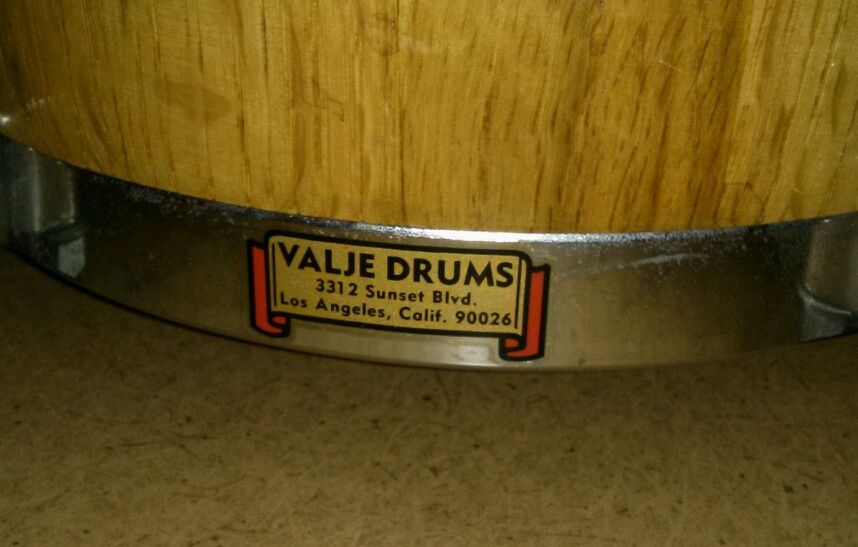 VALJE DRUMS
3312 Sunset Blvd.
Los Angeles, Calif. 90026